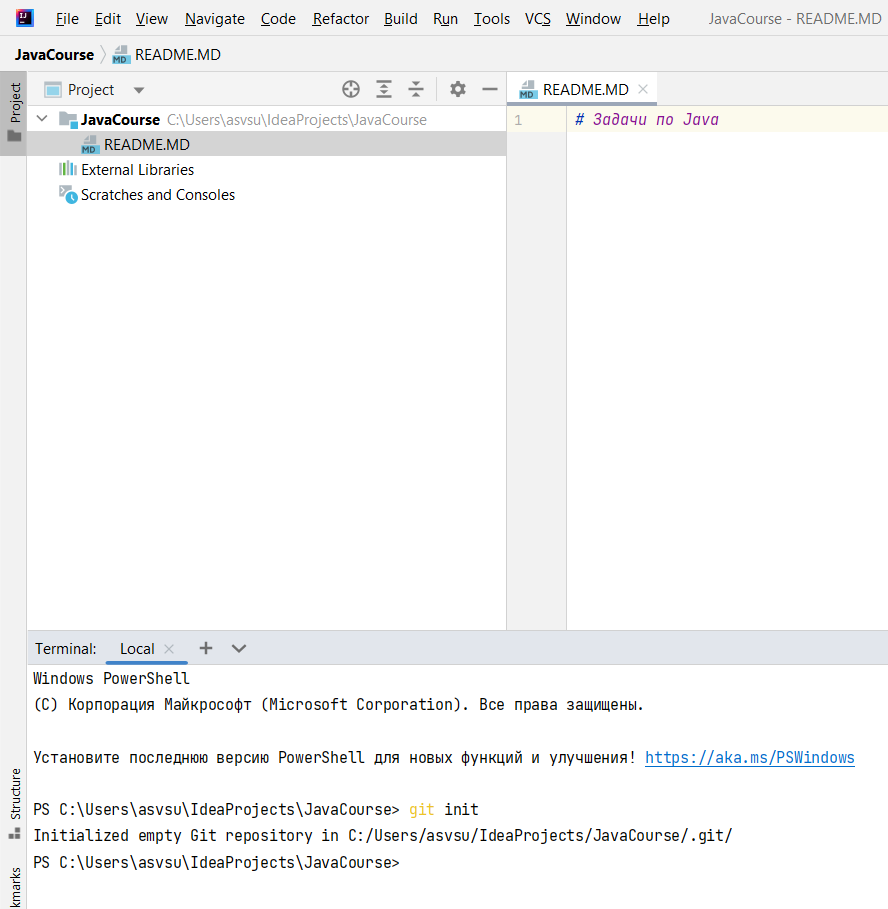 File Edit View Navigate Code Refactor Build Run Tools VCS Window Help JavaCourse - README.MD
JavaCourse README.MD
Project
Project
README.MD
JavaCourse C:\Users\asvsu\IdeaProjects\JavaCourse
README.MD
External Libraries
Scratches and Consoles
1 # Задачи по Java
Terminal: Local
Windows PowerShell
(C) Корпорация Майкрософт (Microsoft Corporation). Все права защищены.
Установите последнюю версию PowerShell для новых функций и улучшения! https://aka.ms/PSWindows
PS C:\Users\asvsu\IdeaProjects\JavaCourse> git init
Initialized empty Git repository in C:/Users/asvsu/IdeaProjects/JavaCourse/.git/
PS C:\Users\asvsu\IdeaProjects\JavaCourse>
Structure
kmarks